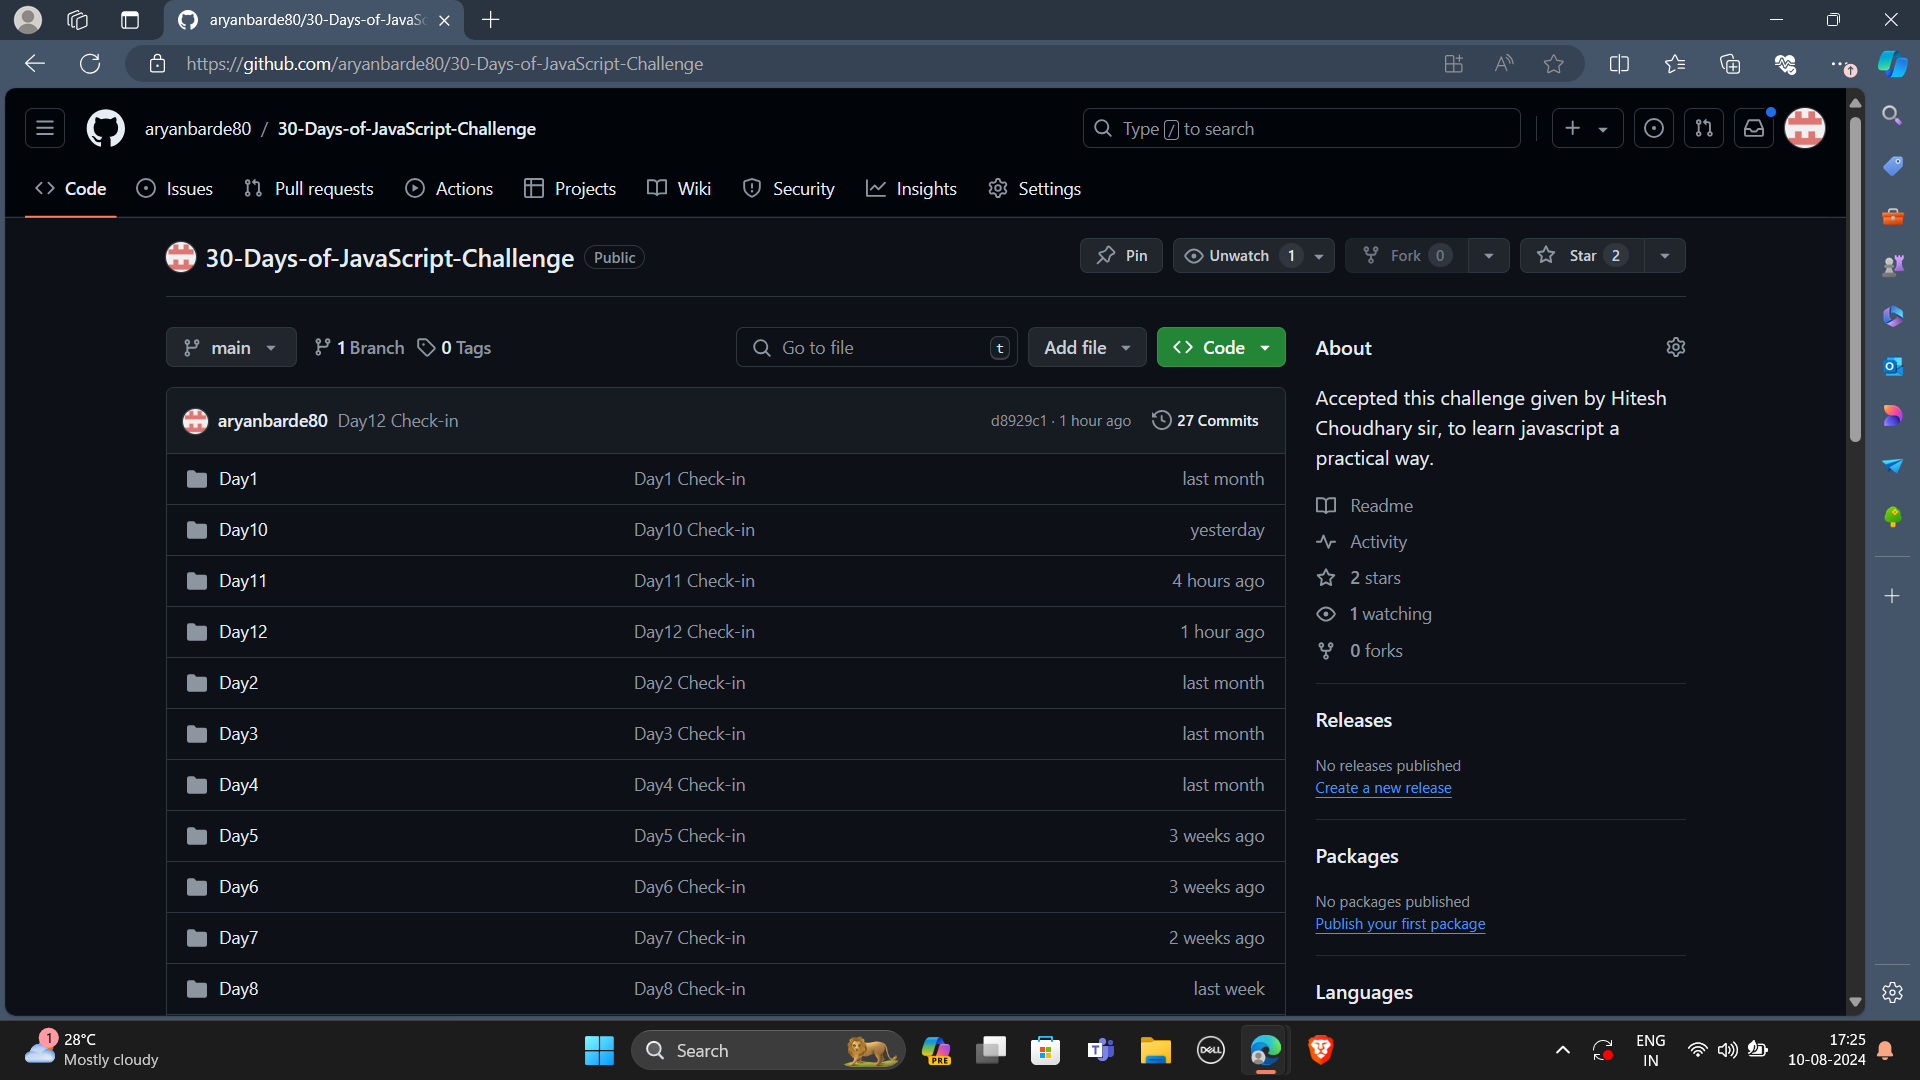 aryanbarde80/30-Days-of-JavaSc
https://github.com/aryanbarde80/30-Days-of-JavaScript-Challenge
aryanbarde80 / 30-Days-of-JavaScript-Challenge
Type / to search
Code Issues Pull requests Actions Projects Wiki Security Insights Settings
30-Days-of-JavaScript-Challenge Public
Pin Unwatch 1 Fork 0 Star 2
main 1 Branch 0 Tags Go to file t Add file Code
aryanbarde80 Day12 Check-in d8929c1 · 1 hour ago 27 Commits
Day1 Day1 Check-in last month
Day10 Day10 Check-in yesterday
Day11 Day11 Check-in 4 hours ago
Day12 Day12 Check-in 1 hour ago
Day2 Day2 Check-in last month
Day3 Day3 Check-in last month
Day4 Day4 Check-in last month
Day5 Day5 Check-in 3 weeks ago
Day6 Day6 Check-in 3 weeks ago
Day7 Day7 Check-in 2 weeks ago
Day8 Day8 Check-in last week
About
Accepted this challenge given by Hitesh
Choudhary sir, to learn javascript a
practical way.
Readme
Activity
2 stars
1 watching
0 forks
Releases
No releases published
Create a new release
Packages
No packages published
Publish your first package
Languages
1
28°C
Mostly cloudy
Search
PRE
DELL
ENG
IN
17:25
10-08-2024